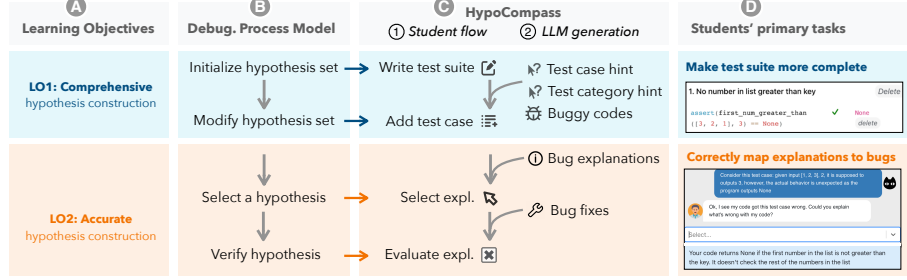 A
Learning Objectives
B
Debug. Process Model
C
HypoCompass
1 Student flow
2 LLM generation
D
Students' primary tasks
LO1: Comprehensive
hypothesis construction
Initialize hypothesis set
Modify hypothesis set
Write test suite
Add test case
Test case hint
Test category hint
Buggy codes
Make test suite more complete
1. No number in list greater than key
Delete
assert(first_num_greater_than
([3, 2, 1], 3) == None)
None
delete
LO2: Accurate
hypothesis construction
Select a hypothesis
Verify hypothesis
Select expl.
Evaluate expl.
Bug explanations
Bug fixes
Correctly map explanations to bugs
Consider this test case: given input [1, 2, 3], 2, it is supposed to
outputs 3, however, the actual behavior is unexpected as the
program outputs None
Ok, I see my code got this test case wrong. Could you explain
what's wrong with my code?
Select...
Your code returns None if the first number in the list is not greater than
the key. It doesn't check the rest of the numbers in the list